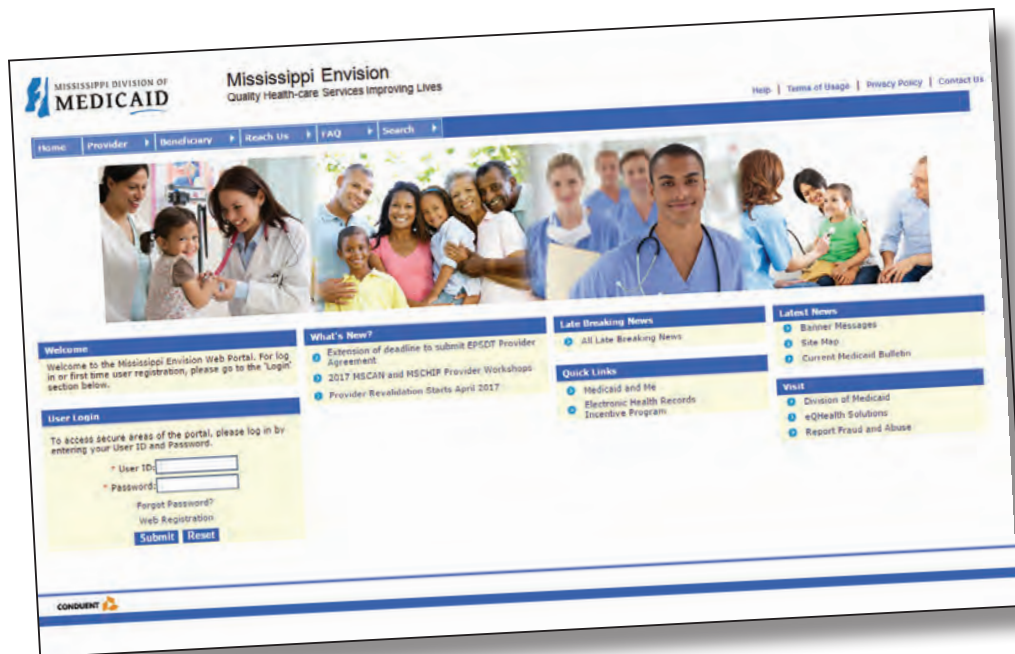 MISSISSIPPI DIVISION OF
MEDICAID
Mississippi Envision
Quality Health-care Services Improving Lives
Help | Terms of Usage | Privacy Policy | Contact Us
Home Provider Beneficiary Reach Us FAQ Search
Welcome
Welcome to the Mississippi Envision Web Portal. For log
in or first time user registration, please go to the 'Login'
section below.
User Login
To access secure areas of the portal, please log in by
entering your User ID and Password.
* User ID:
* Password:
Forgot Password?
Web Registration
Submit Reset
What's New?
Extension of deadline to submit EPSDT Provider
Agreement
2017 MSCAN and MSCHIP Provider Workshops
Provider Revalidation Starts April 2017
Late Breaking News
All Late Breaking News
Quick Links
Medicaid and Me
Electronic Health Records
Incentive Program
Latest News
Banner Messages
Site Map
Current Medicaid Bulletin
Visit
Division of Medicaid
eQHealth Solutions
Report Fraud and Abuse
CONDUENT